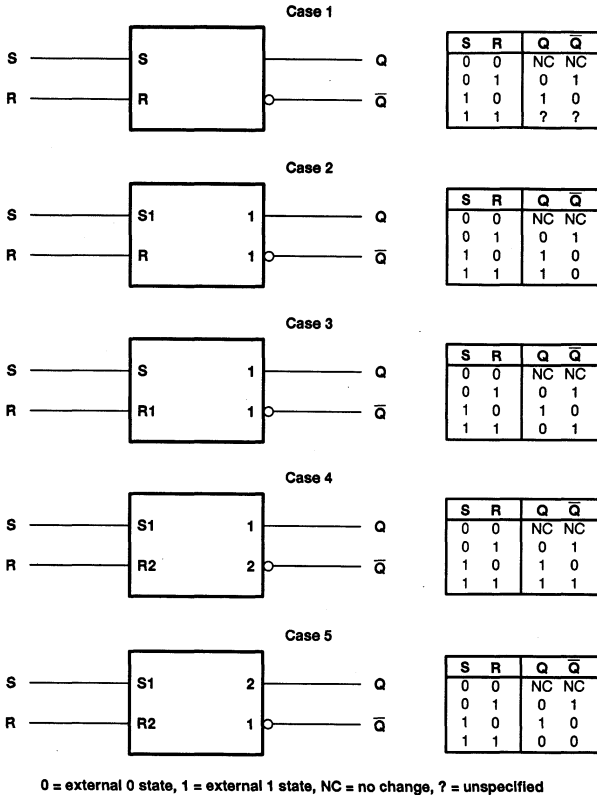 Case 1
S S Q
R R Q̅
S R Q Q̅
0 0 NC NC
0 1 0 1
1 0 1 0
1 1 ? ?
Case 2
S S1 1 Q
R R 1 Q̅
S R Q Q̅
0 0 NC NC
0 1 0 1
1 0 1 0
1 1 1 0
Case 3
S S 1 Q
R R1 1 Q̅
S R Q Q̅
0 0 NC NC
0 1 0 1
1 0 1 0
1 1 0 1
Case 4
S S1 1 Q
R R2 2 Q̅
S R Q Q̅
0 0 NC NC
0 1 0 1
1 0 1 0
1 1 1 1
Case 5
S S1 2 Q
R R2 1 Q̅
S R Q Q̅
0 0 NC NC
0 1 0 1
1 0 1 0
1 1 0 0
0 = external 0 state, 1 = external 1 state, NC = no change, ? = unspecified